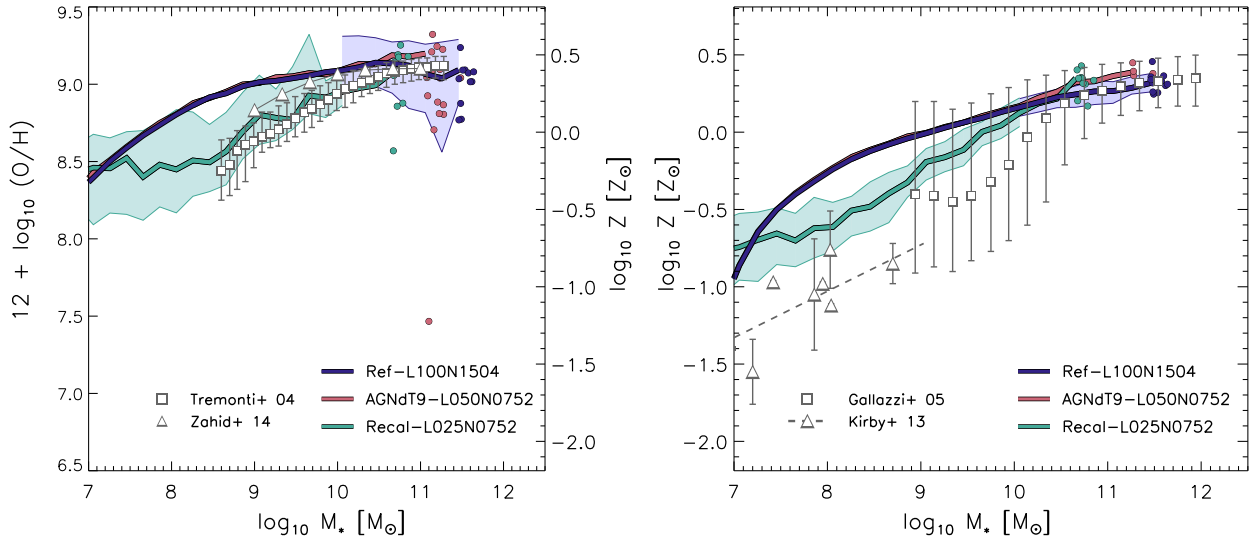 9.5
9.0
8.5
8.0
7.5
7.0
6.5
12 + log10 (O/H)
0.5
0.0
−0.5
−1.0
−1.5
−2.0
log10 Z [Z⊙]
Ref−L100N1504
AGNdT9−L050N0752
Recal−L025N0752
Tremonti+ 04
Zahid+ 14
7 8 9 10 11 12
log10 M* [M⊙]
log10 Z [Z⊙]
0.5
0.0
−0.5
−1.0
−1.5
−2.0
Ref−L100N1504
AGNdT9−L050N0752
Recal−L025N0752
Gallazzi+ 05
Kirby+ 13
7 8 9 10 11 12
log10 M* [M⊙]